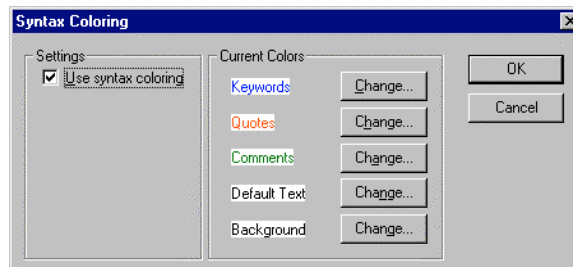 Syntax Coloring
Settings
Use syntax coloring
Current Colors
Keywords Change...
Quotes Change...
Comments Change...
Default Text Change...
Background Change...
OK
Cancel